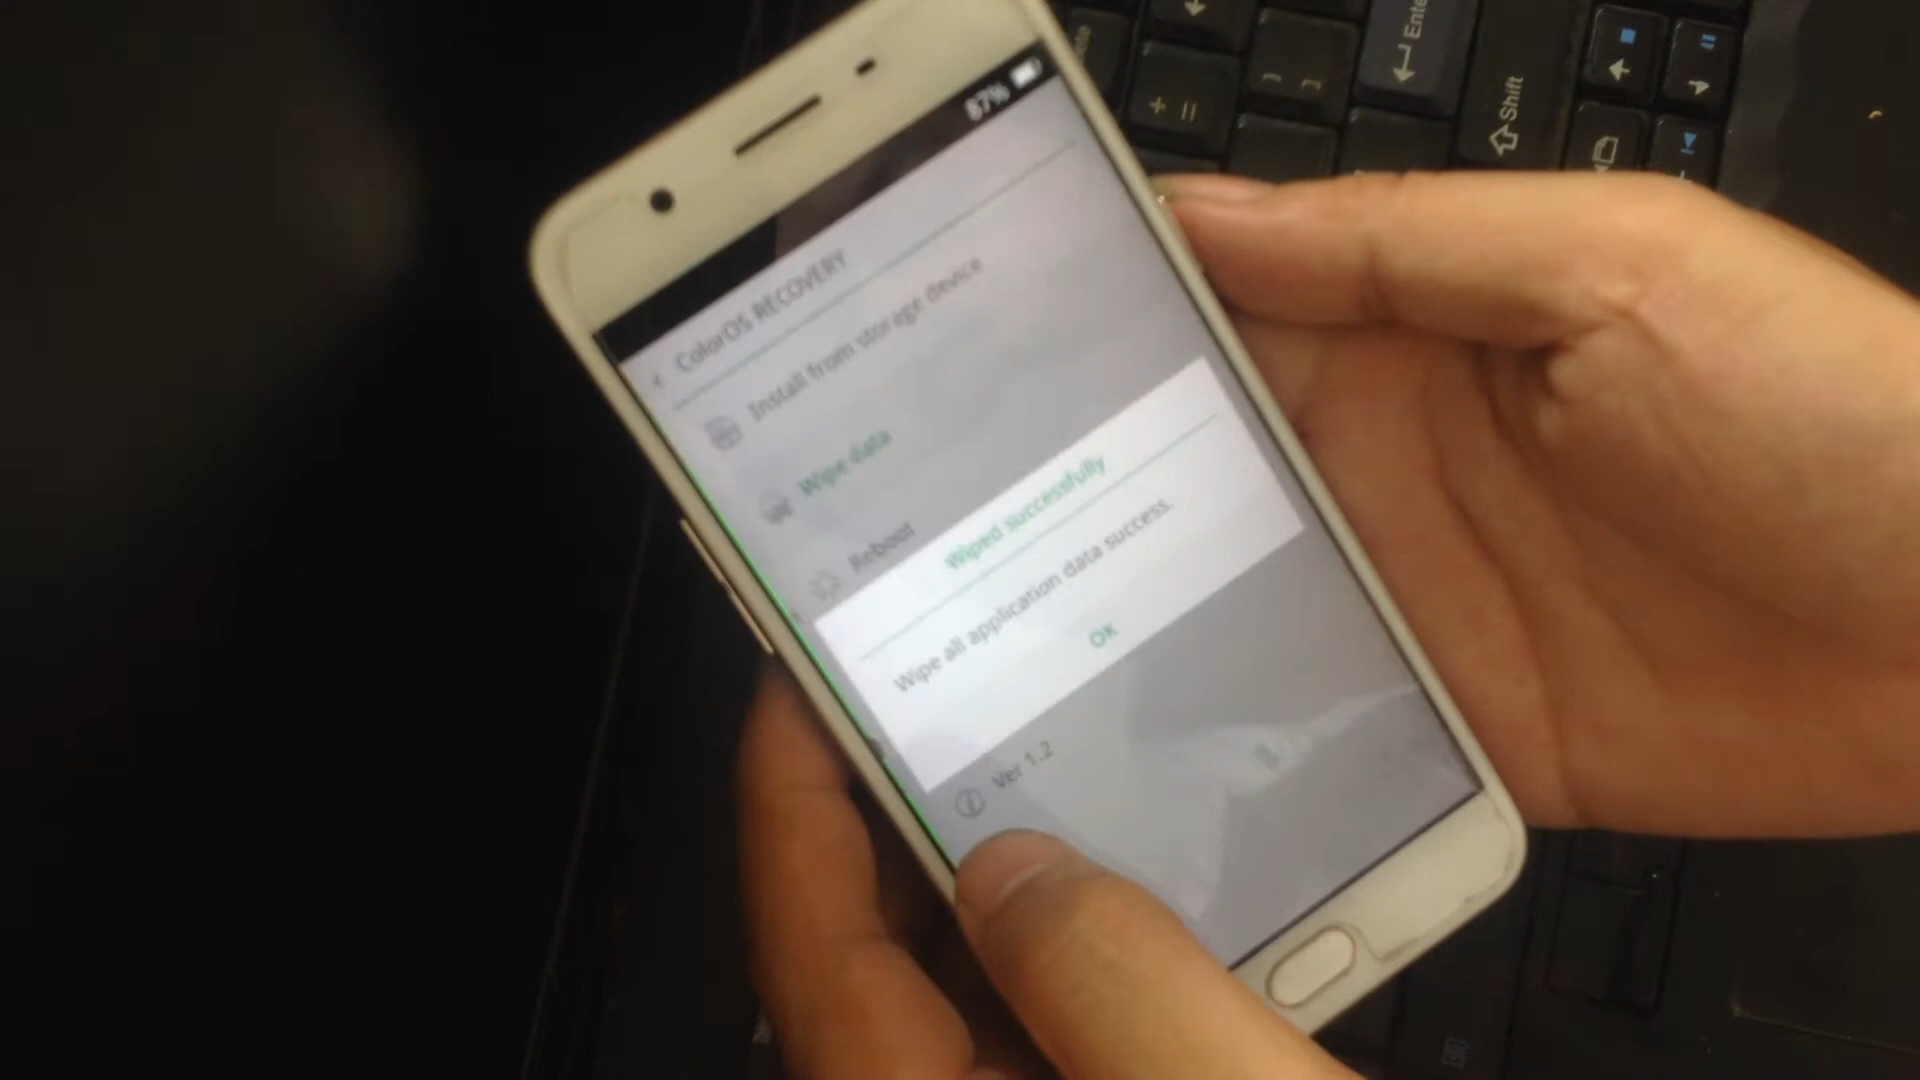 87%
ColorOS RECOVERY
Install from storage device
Wipe data
Reboot
Wiped successfully
Wipe all application data success.
OK
Ver 1.2
Shift
+ =